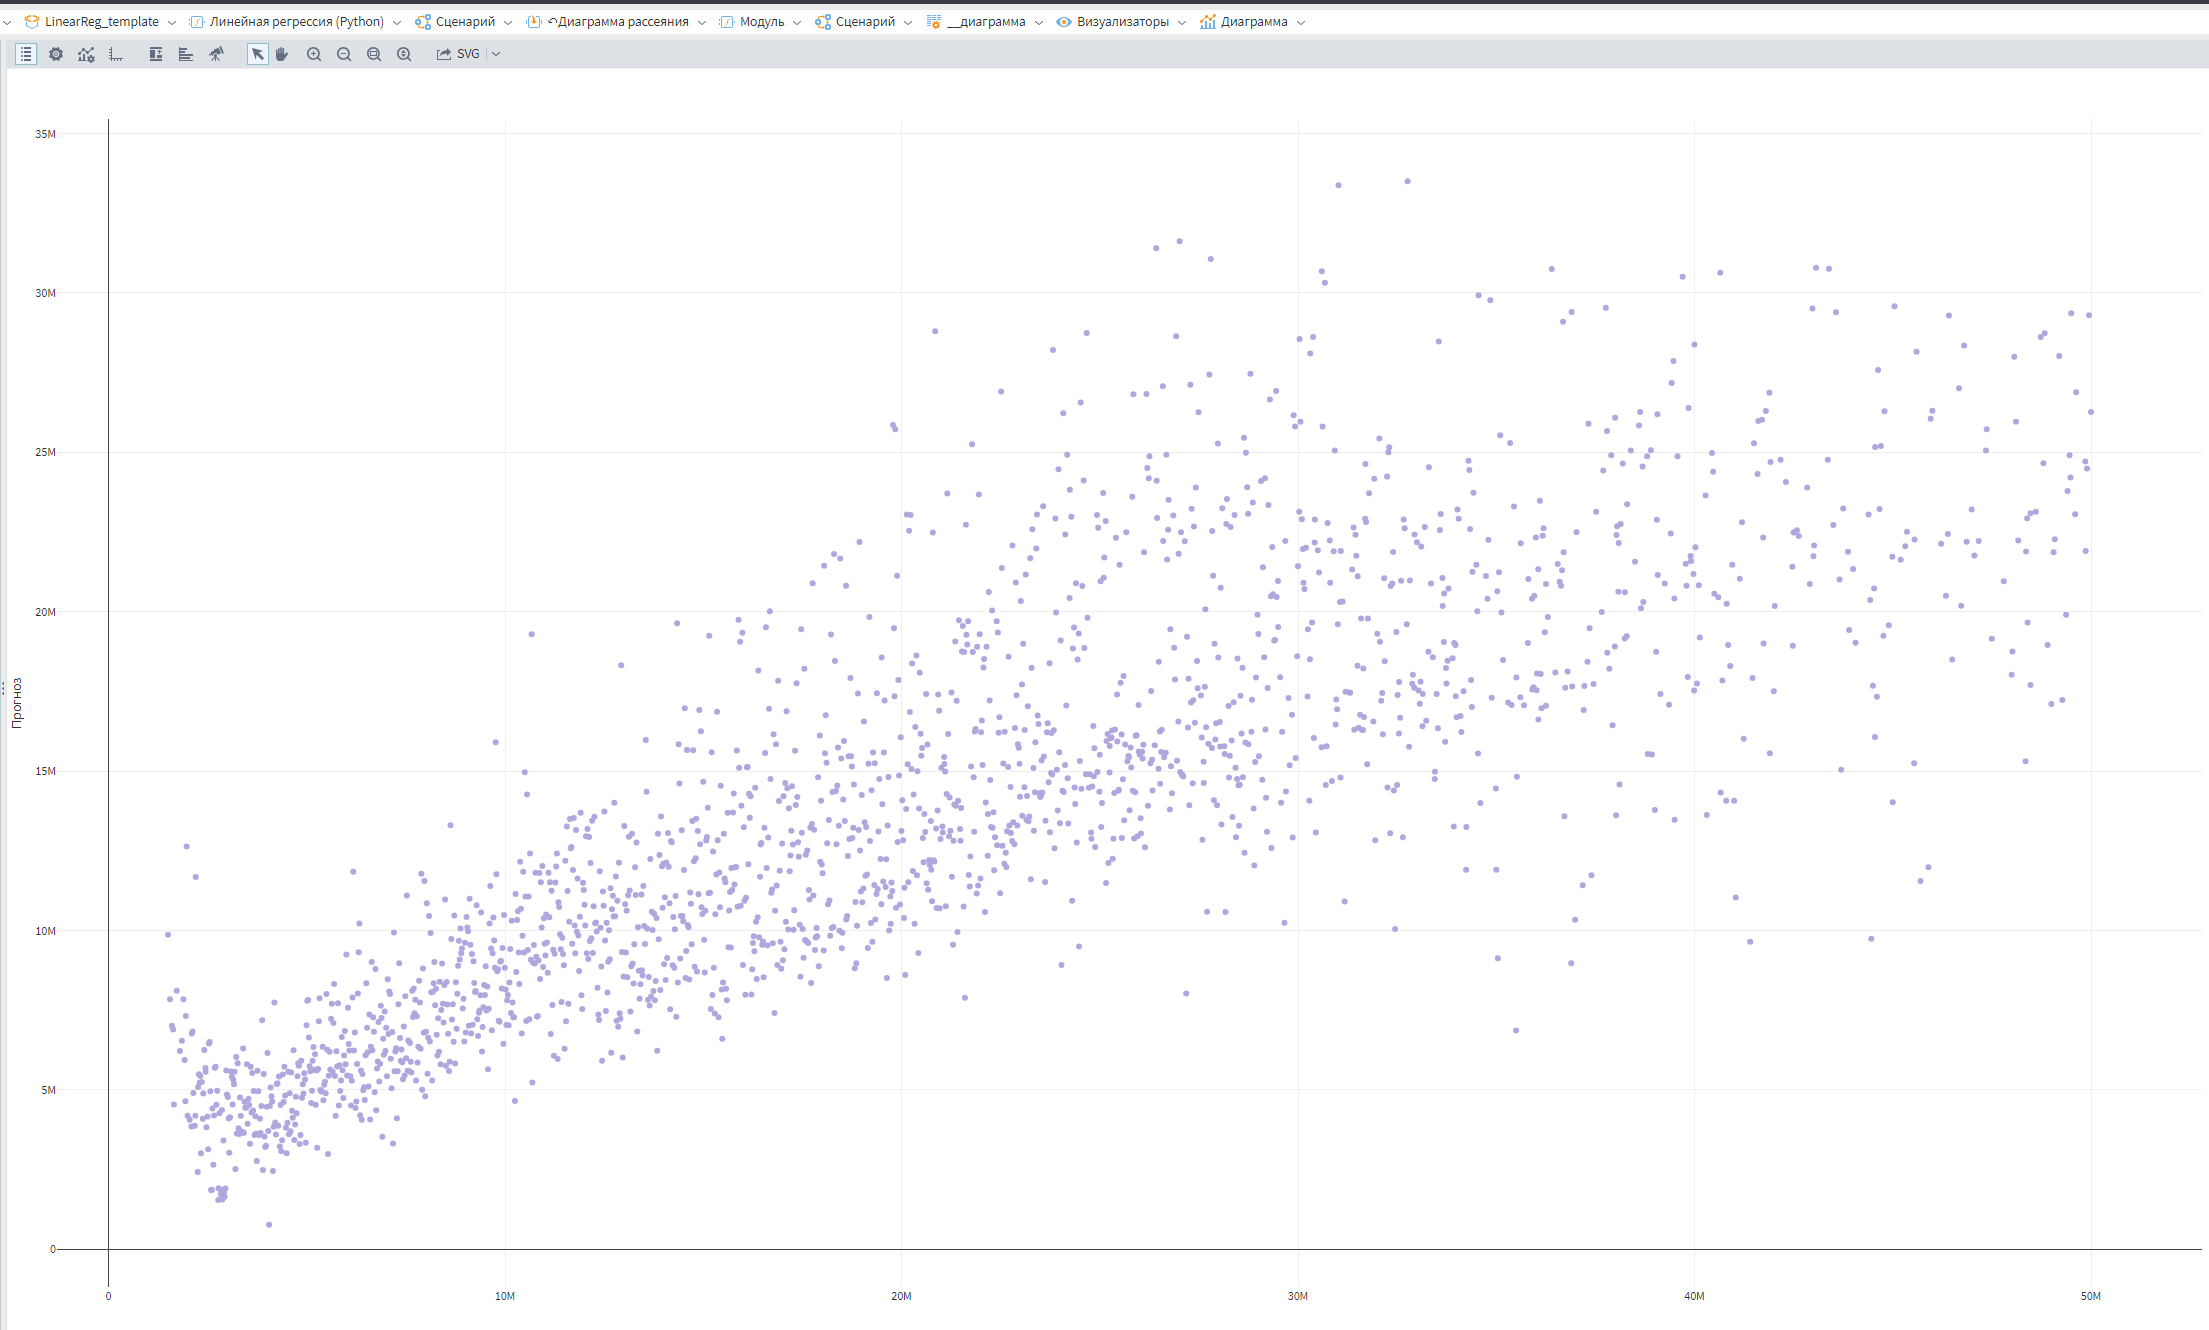 LinearReg_template Линейная регрессия (Python) Сценарий ↶Диаграмма рассеяния Модуль Сценарий __диаграмма Визуализаторы Диаграмма
SVG
35M
30M
25M
20M
15M
10M
5M
0
Прогноз
0 10M 20M 30M 40M 50M